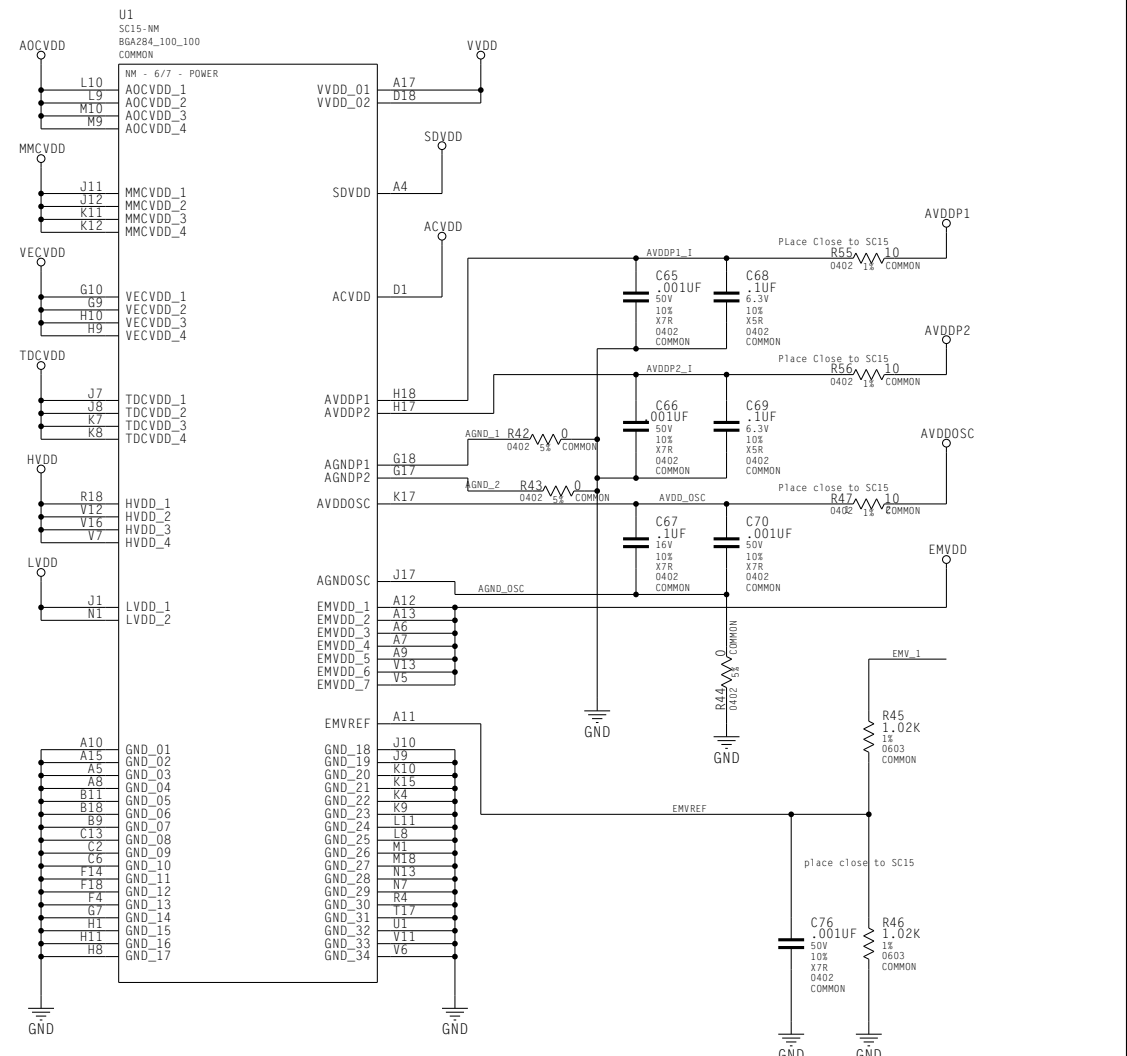 U1
SC15-NM
BGA284_100_100
COMMON
NM - 6/7 - POWER
AOCVDD
L10 AOCVDD_1
L9 AOCVDD_2
M10 AOCVDD_3
M9 AOCVDD_4
MMCVDD
J11 MMCVDD_1
J12 MMCVDD_2
K11 MMCVDD_3
K12 MMCVDD_4
VECVDD
G10 VECVDD_1
G9 VECVDD_2
H10 VECVDD_3
H9 VECVDD_4
TDCVDD
J7 TDCVDD_1
J8 TDCVDD_2
K7 TDCVDD_3
K8 TDCVDD_4
HVDD
R18 HVDD_1
V12 HVDD_2
V16 HVDD_3
V7 HVDD_4
LVDD
J1 LVDD_1
N1 LVDD_2
A10 GND_01
A15 GND_02
A5 GND_03
A8 GND_04
B11 GND_05
B18 GND_06
B9 GND_07
C13 GND_08
C2 GND_09
C6 GND_10
F14 GND_11
F18 GND_12
F4 GND_13
G7 GND_14
H1 GND_15
H11 GND_16
H8 GND_17
GND
VVDD
VVDD_01 A17
VVDD_02 D18
SDVDD
SDVDD A4
ACVDD
ACVDD D1
AVDDP1 H18
AVDDP2 H17
AGNDP1 G18
AGNDP2 G17
AVDDOSC K17
AGNDOSC J17
EMVDD_1 A12
EMVDD_2 A13
EMVDD_3 A6
EMVDD_4 A7
EMVDD_5 A9
EMVDD_6 V13
EMVDD_7 V5
EMVREF A11
GND_18 J10
GND_19 J9
GND_20 K10
GND_21 K15
GND_22 K4
GND_23 K9
GND_24 L11
GND_25 L8
GND_26 M1
GND_27 M18
GND_28 N13
GND_29 N7
GND_30 R4
GND_31 T17
GND_32 U1
GND_33 V11
GND_34 V6
GND
AVDDP1
PLace Close to SC15
AVDDP1_I
R55 10
0402 1% COMMON
C65
.001UF
50V
10%
X7R
0402
COMMON
C68
.1UF
6.3V
10%
X5R
0402
COMMON
AVDDP2
Place Close to SC15
AVDDP2_I
R56 10
0402 1% COMMON
C66
.001UF
50V
10%
X7R
0402
COMMON
C69
.1UF
6.3V
10%
X5R
0402
COMMON
AGND_1 R42 0
0402 5% COMMON
AGND_2 R43 0
0402 5% COMMON
AVDDOSC
Place close to SC15
AVDD_OSC
R47 10
0402 1% COMMON
1 2
C67
.1UF
16V
10%
X7R
0402
COMMON
C70
.001UF
50V
10%
X7R
0402
COMMON
AGND_OSC
EMVDD
R44 0
0402 5% COMMON
GND
GND
EMV_1
R45
1.02K
1%
0603
COMMON
EMVREF
place close to SC15
C76
.001UF
50V
10%
X7R
0402
COMMON
R46
1.02K
1%
0603
COMMON
GND
GND